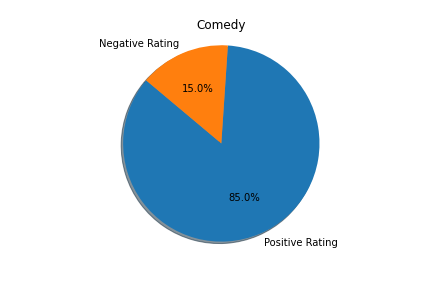 Comedy
Negative Rating
15.0%
85.0%
Positive Rating